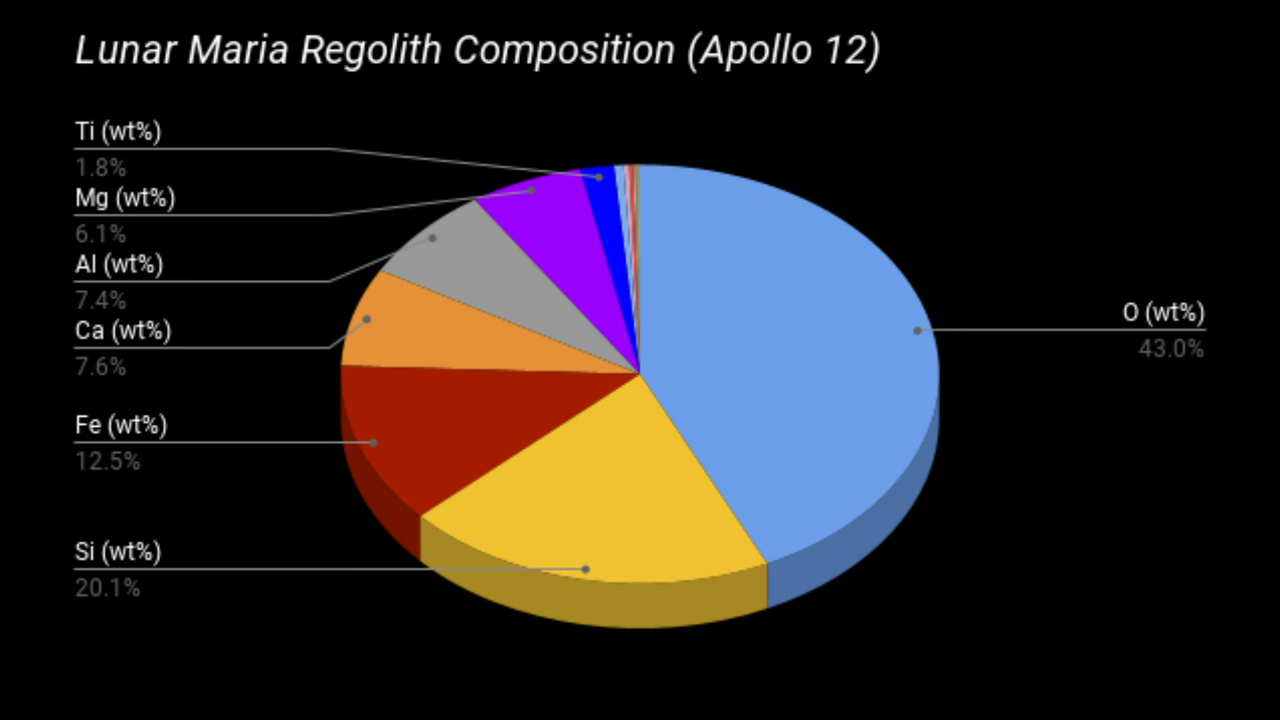 Lunar Maria Regolith Composition (Apollo 12)
Ti (wt%)
1.8%
Mg (wt%)
6.1%
Al (wt%)
7.4%
Ca (wt%)
7.6%
Fe (wt%)
12.5%
Si (wt%)
20.1%
O (wt%)
43.0%